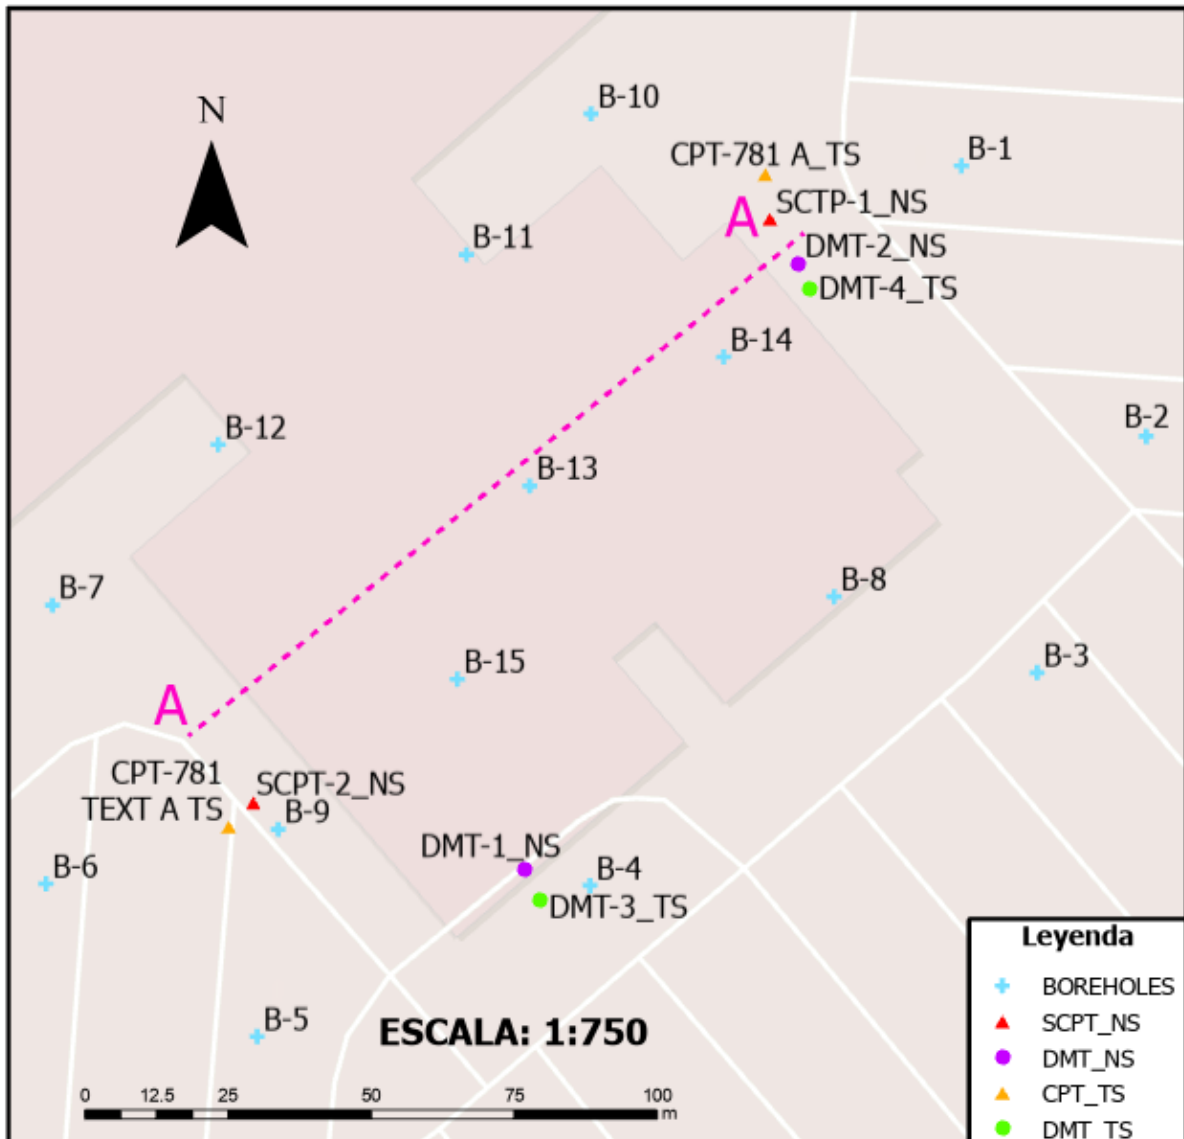 N
B-10
CPT-781 A_TS
B-1
SCTP-1_NS
A
B-11
DMT-2_NS
DMT-4_TS
B-14
B-2
B-12
B-13
B-7
B-8
B-15
B-3
A
CPT-781
TEXT A TS
SCPT-2_NS
B-9
DMT-1_NS
B-6
B-4
DMT-3_TS
B-5
ESCALA: 1:750
0 12.5 25 50 75 100
m
Leyenda
BOREHOLES
SCPT_NS
DMT_NS
CPT_TS
DMT_TS